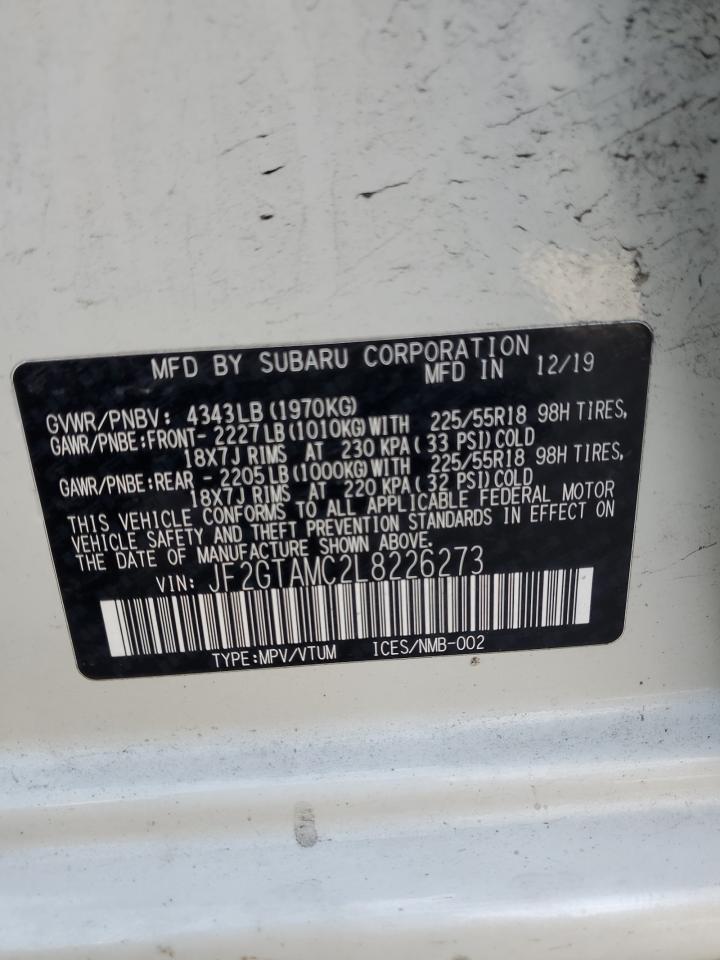 MFD BY SUBARU CORPORATION
MFD IN 12/19
GVWR/PNBV: 4343LB (1970KG)
GAWR/PNBE:FRONT- 2227 LB (1010KG) WITH 225/55R18 98H TIRES,
18X7J RIMS AT 230 KPA ( 33 PSI) COLD
GAWR/PNBE:REAR - 2205 LB (1000KG) WITH 225/55R18 98H TIRES,
18X7J RIMS AT 220 KPA ( 32 PSI) COLD
THIS VEHICLE CONFORMS TO ALL APPLICABLE FEDERAL MOTOR
VEHICLE SAFETY AND THEFT PREVENTION STANDARDS IN EFFECT ON
THE DATE OF MANUFACTURE SHOWN ABOVE.
VIN: JF2GTAMC2L8226273
TYPE:MPV/VTUM ICES/NMB-002